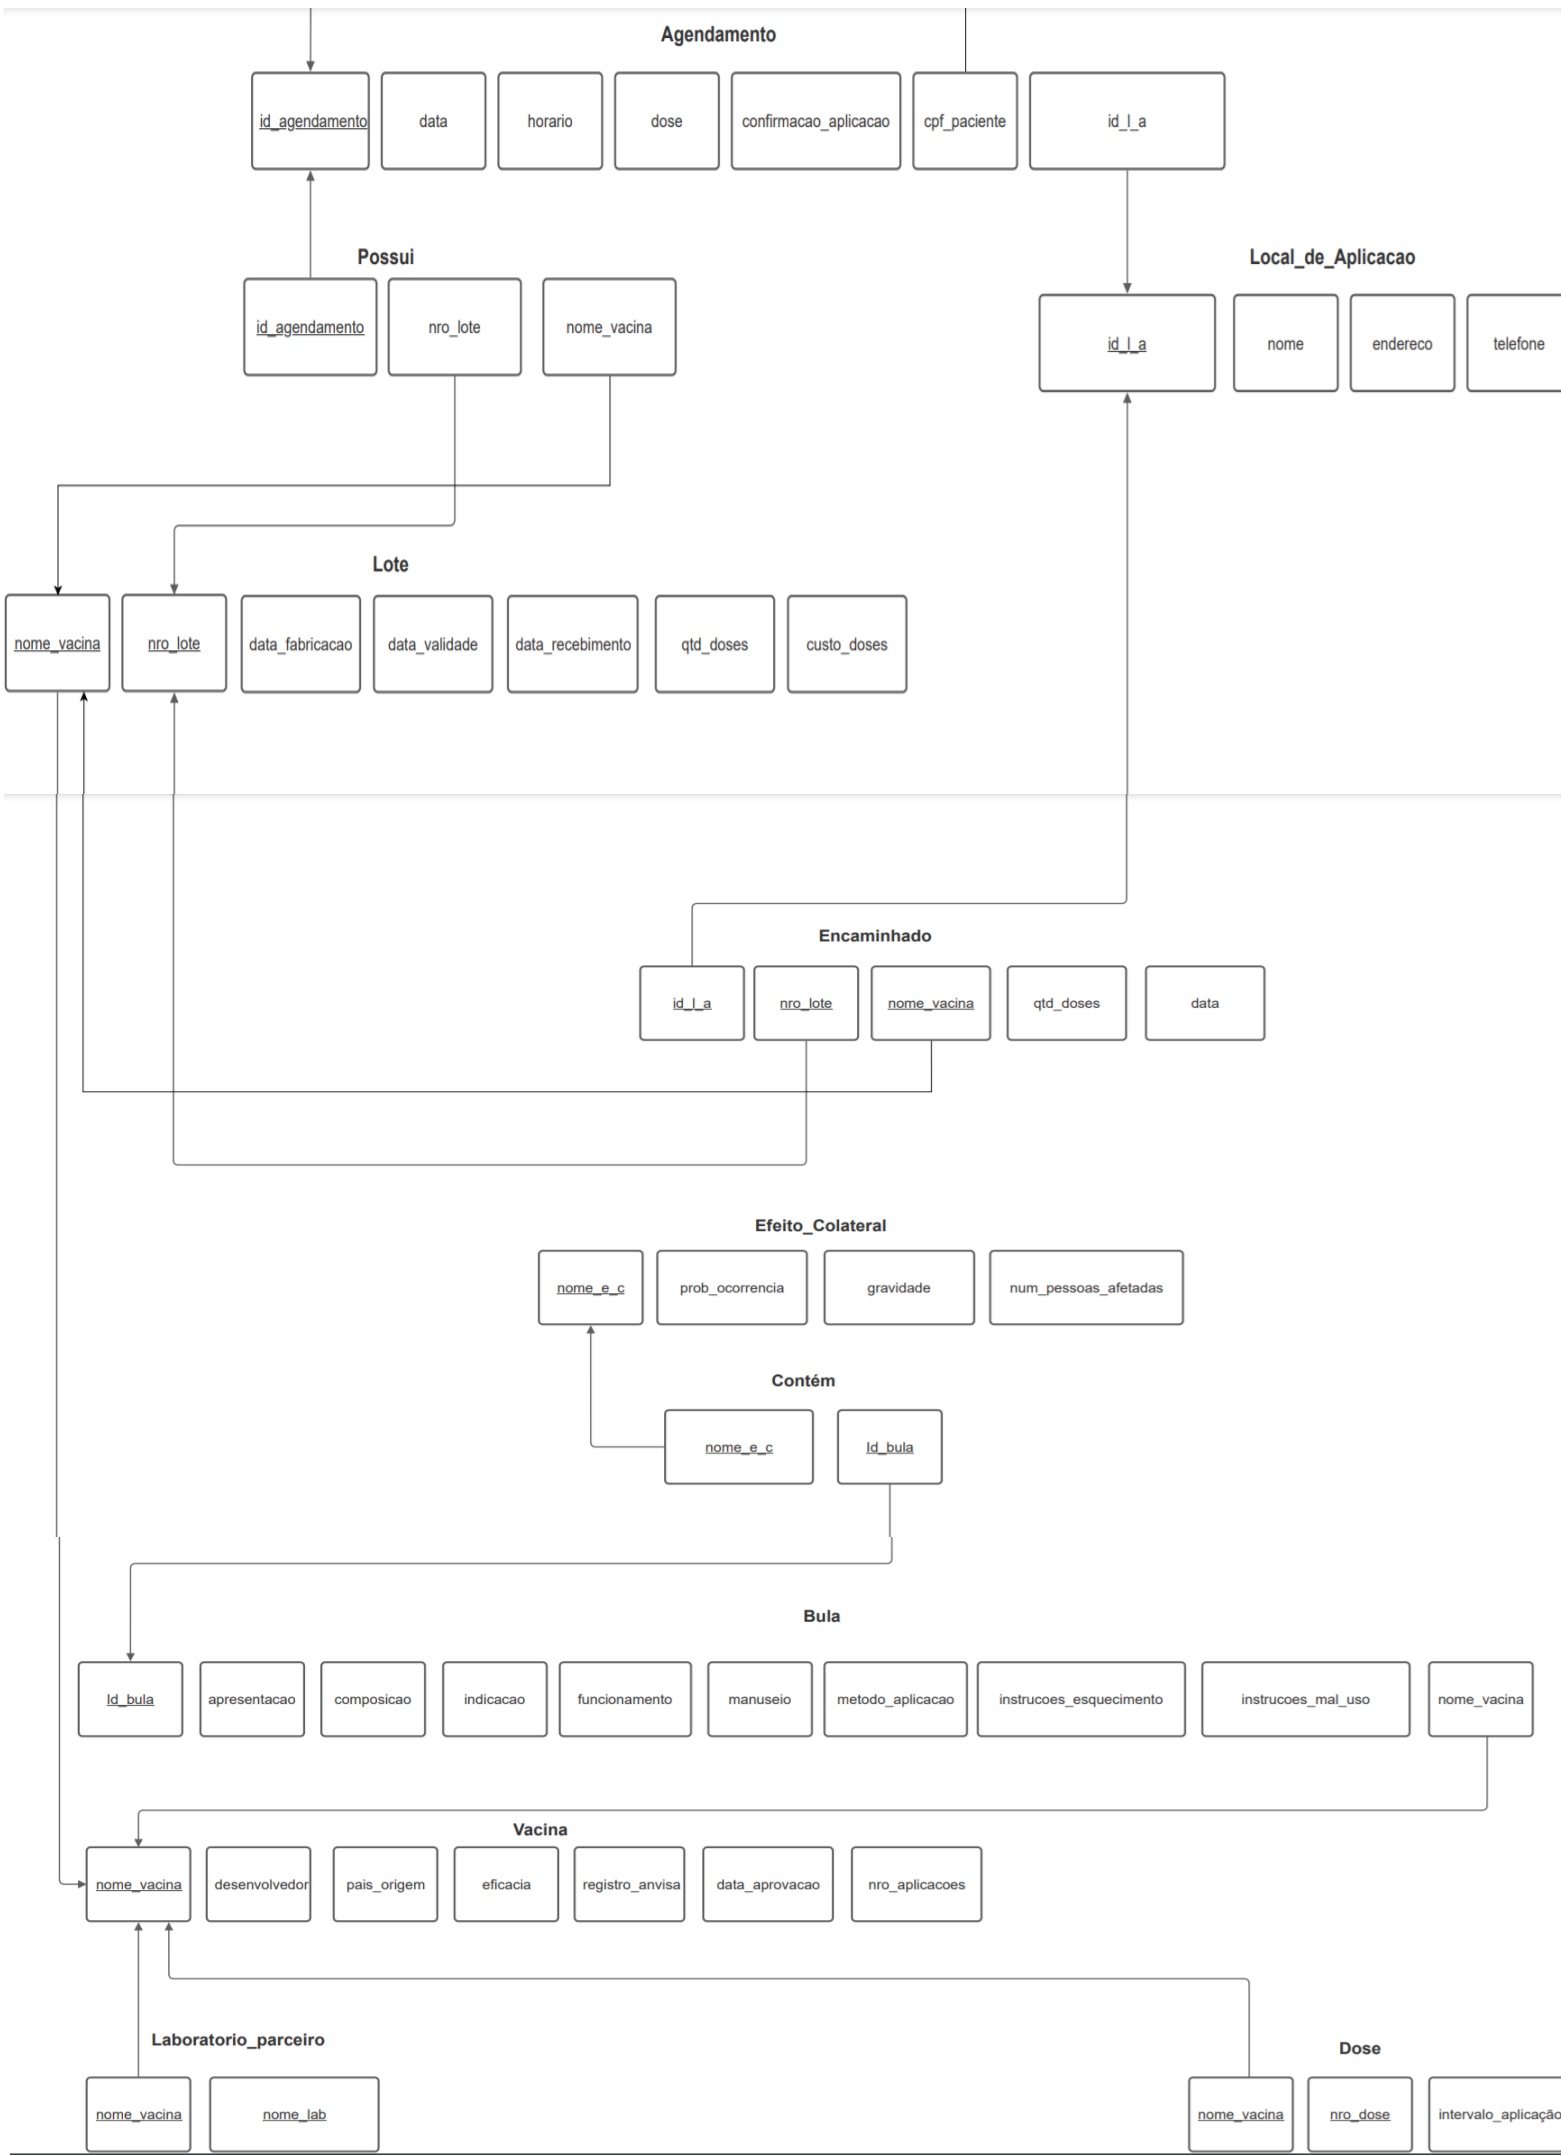 Agendamento
id_agendamento data horario dose confirmacao_aplicacao cpf_paciente id_l_a
Possui
id_agendamento nro_lote nome_vacina
Local_de_Aplicacao
id_l_a nome endereco telefone
Lote
nome_vacina nro_lote data_fabricacao data_validade data_recebimento qtd_doses custo_doses
Encaminhado
id_l_a nro_lote nome_vacina qtd_doses data
Efeito_Colateral
nome_e_c prob_ocorrencia gravidade num_pessoas_afetadas
Contém
nome_e_c Id_bula
Bula
Id_bula apresentacao composicao indicacao funcionamento manuseio metodo_aplicacao instrucoes_esquecimento instrucoes_mal_uso nome_vacina
Vacina
nome_vacina desenvolvedor pais_origem eficacia registro_anvisa data_aprovacao nro_aplicacoes
Laboratorio_parceiro
nome_vacina nome_lab
Dose
nome_vacina nro_dose intervalo_aplicação